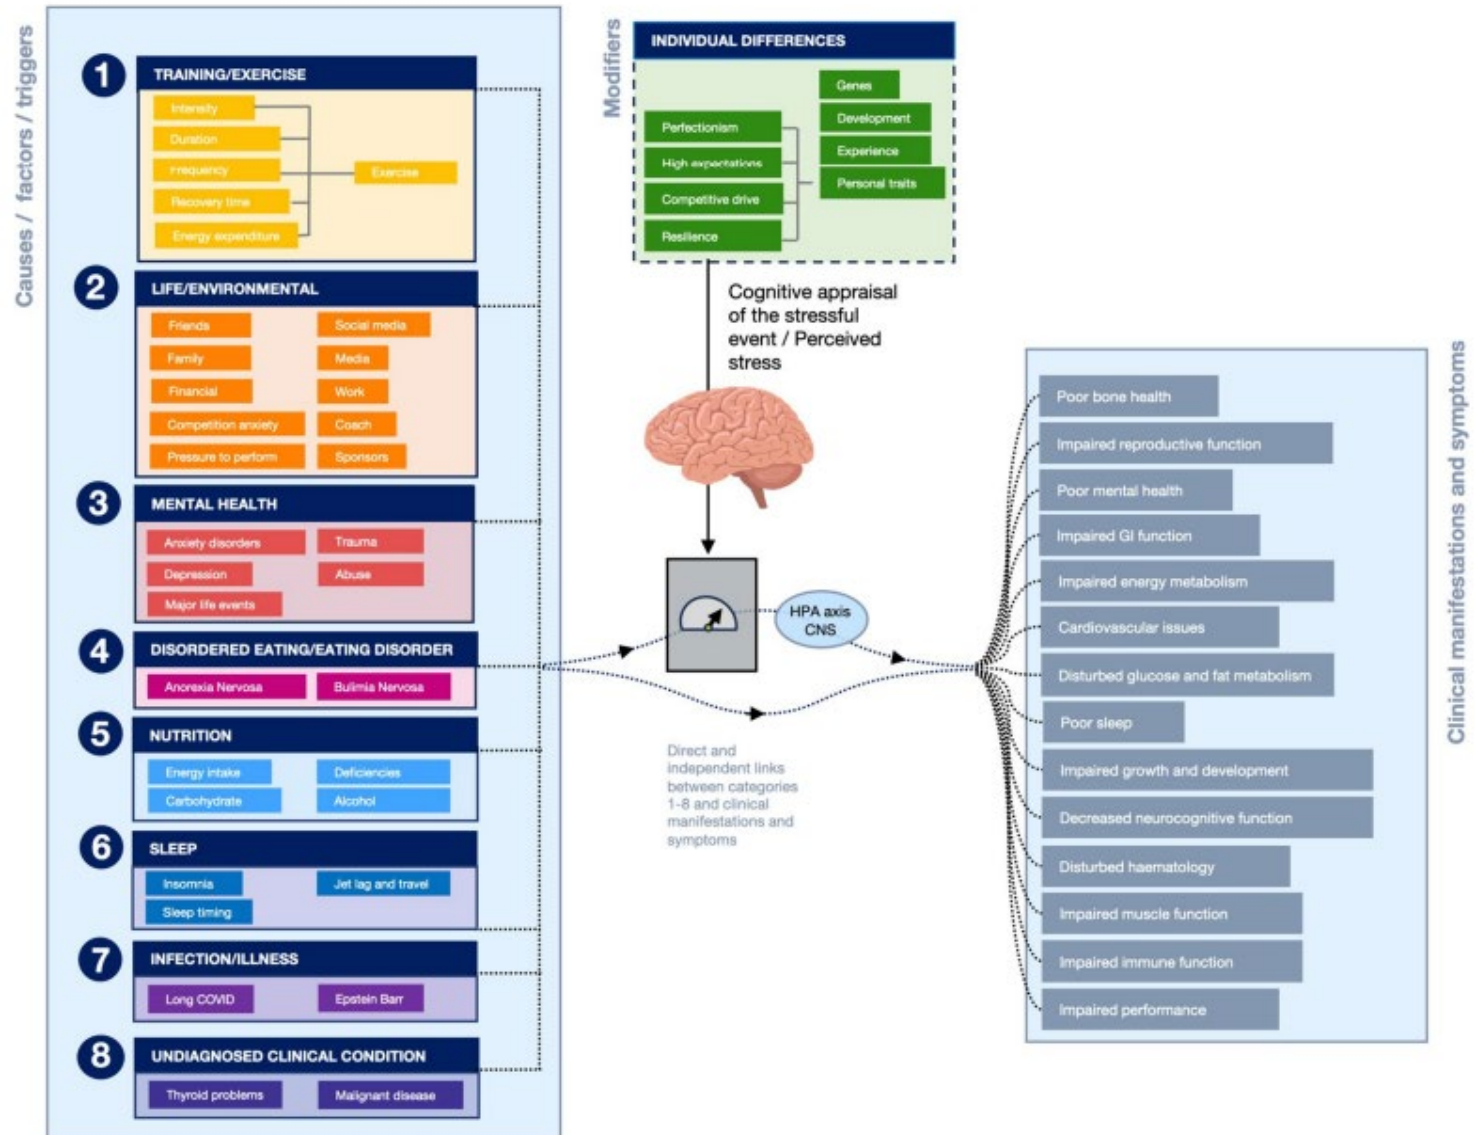 Causes / factors / triggers
1
TRAINING/EXERCISE
Intensity
Duration
Frequency
Exercise
Recovery time
Energy expenditure
2
LIFE/ENVIRONMENTAL
Friends
Social media
Family
Media
Financial
Work
Competition anxiety
Coach
Pressure to perform
Sponsors
3
MENTAL HEALTH
Anxiety disorders
Trauma
Depression
Abuse
Major life events
4
DISORDERED EATING/EATING DISORDER
Anorexia Nervosa
Bulimia Nervosa
5
NUTRITION
Energy intake
Deficiencies
Carbohydrate
Alcohol
6
SLEEP
Insomnia
Jet lag and travel
Sleep timing
7
INFECTION/ILLNESS
Long COVID
Epstein Barr
8
UNDIAGNOSED CLINICAL CONDITION
Thyroid problems
Malignant disease
Modifiers
INDIVIDUAL DIFFERENCES
Perfectionism
High expectations
Competitive drive
Resilience
Genes
Development
Experience
Personal traits
Cognitive appraisal
of the stressful
event / Perceived
stress
HPA axis
CNS
Direct and
independent links
between categories
1-8 and clinical
manifestations and
symptoms
Clinical manifestations and symptoms
Poor bone health
Impaired reproductive function
Poor mental health
Impaired GI function
Impaired energy metabolism
Cardiovascular issues
Disturbed glucose and fat metabolism
Poor sleep
Impaired growth and development
Decreased neurocognitive function
Disturbed haematology
Impaired muscle function
Impaired immune function
Impaired performance